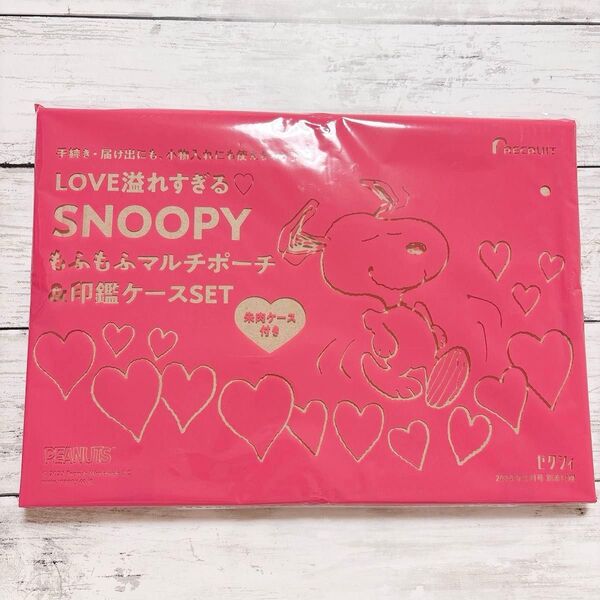 手続き・届け出にも、小物入れにも使える
RECRUIT
LOVE溢れすぎる♡
SNOOPY
もふもふマルチポーチ
&印鑑ケースSET
朱肉ケース
付き
PEANUTS
ゼクシィ